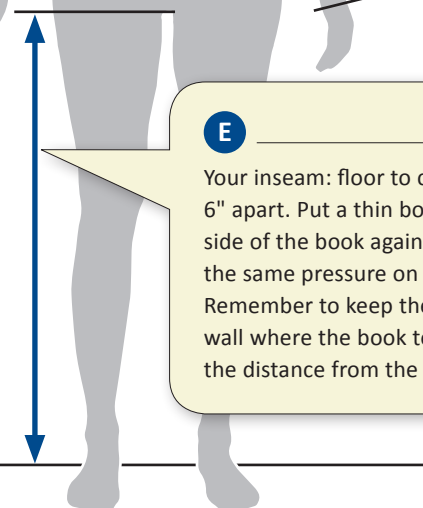 E
Your inseam: floor to
6" apart. Put a thin
side of the book
the same pressure on
Remember to keep
wall where the book
the distance from the